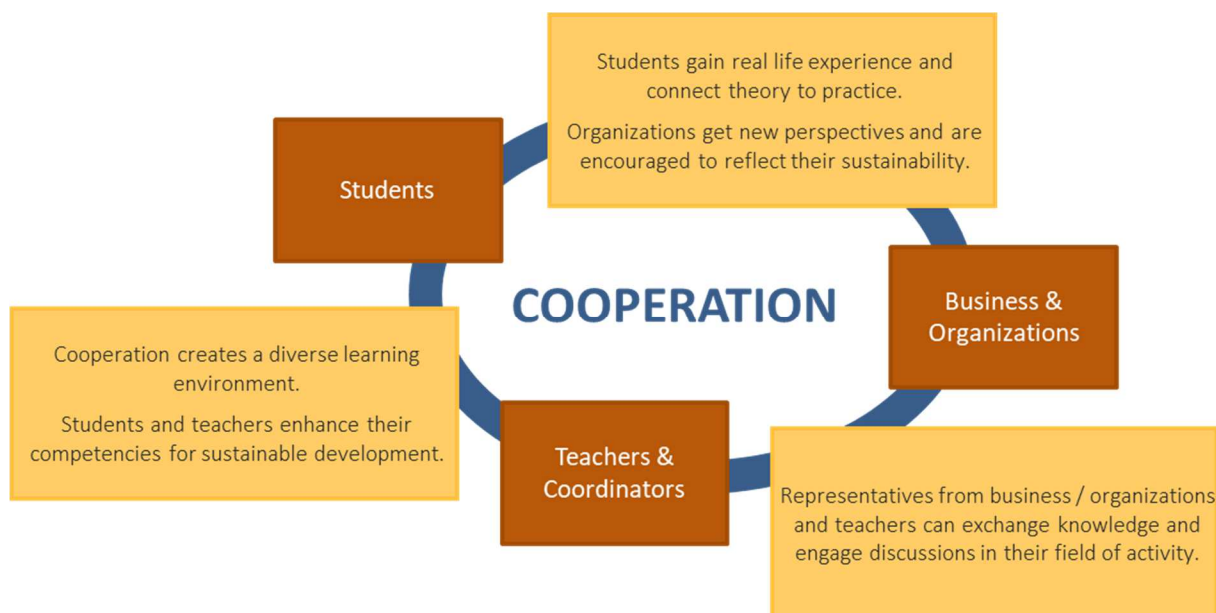 Students gain real life experience and
connect theory to practice.
Organizations get new perspectives and are
encouraged to reflect their sustainability.
Students
COOPERATION
Business &
Organizations
Cooperation creates a diverse learning
environment.
Students and teachers enhance their
competencies for sustainable development.
Teachers &
Coordinators
Representatives from business / organizations
and teachers can exchange knowledge and
engage discussions in their field of activity.